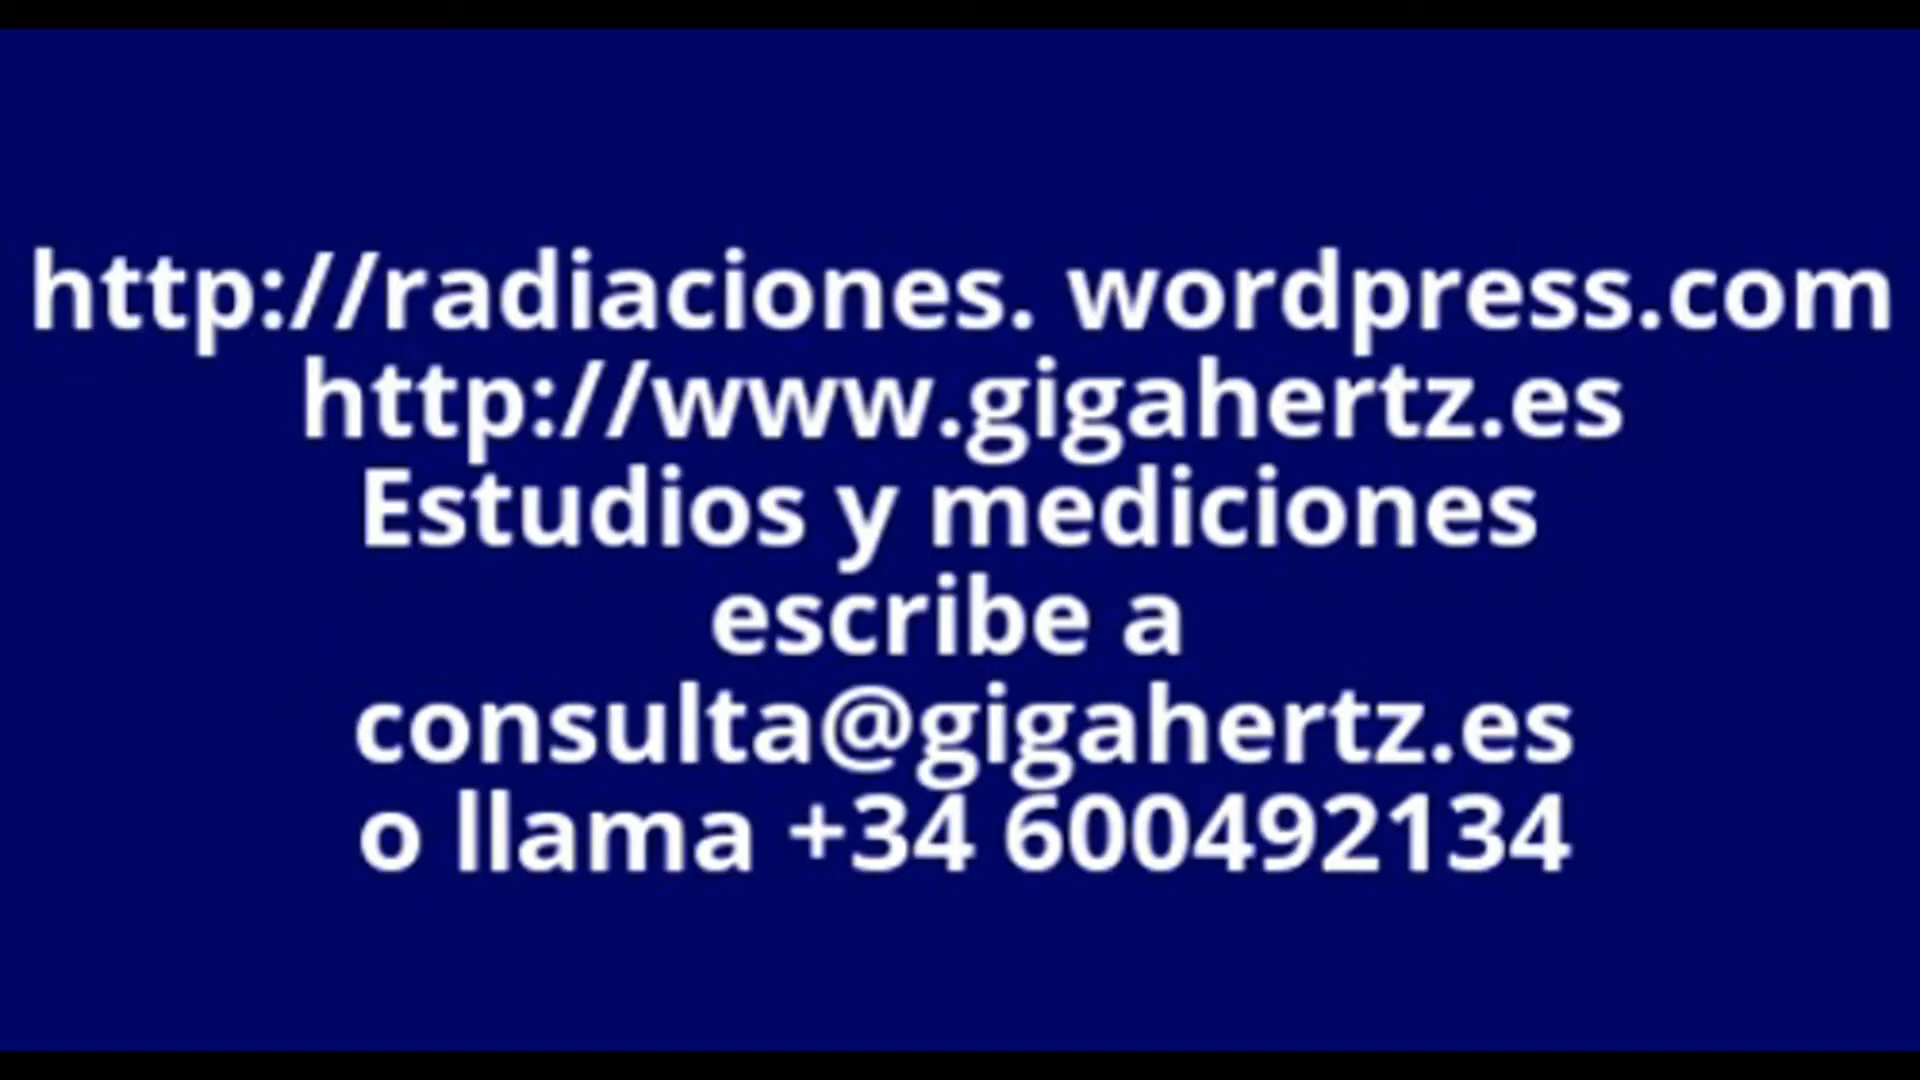 http://radiaciones. wordpress.com
http://www.gigahertz.es
Estudios y mediciones
escribe a
consulta@gigahertz.es
o llama +34 600492134